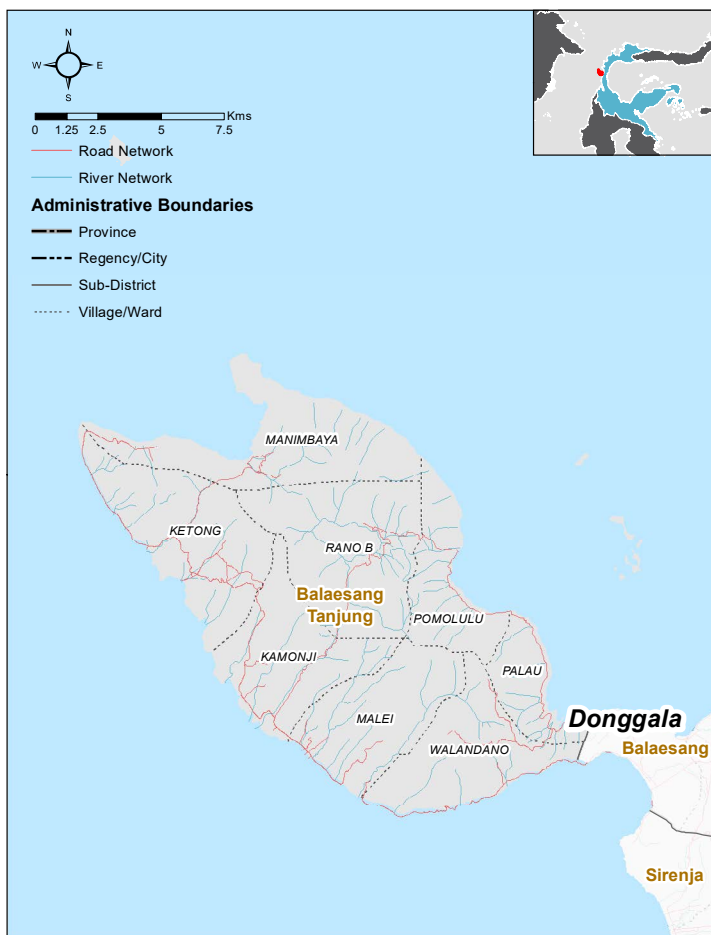 N
W E
S
0 1.25 2.5 5 7.5 Kms
Road Network
River Network
Administrative Boundaries
Province
Regency/City
Sub-District
Village/Ward
MANIMBAYA
KETONG
RANO B
Balaesang
Tanjung
POMOLULU
KAMONJI
PALAU
MALEI
Donggala
WALANDANO
Balaesang
Sirenja